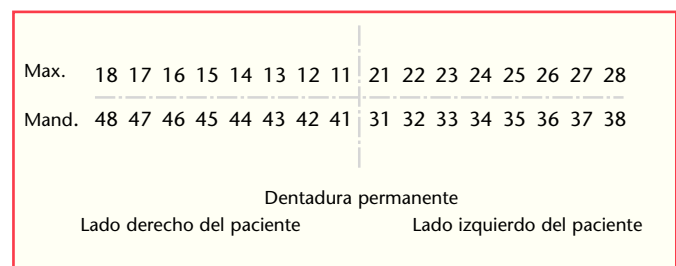 Max. 18 17 16 15 14 13 12 11 21 22 23 24 25 26 27 28
Mand. 48 47 46 45 44 43 42 41 31 32 33 34 35 36 37 38
Dentadura permanente
Lado derecho del paciente Lado izquierdo del paciente